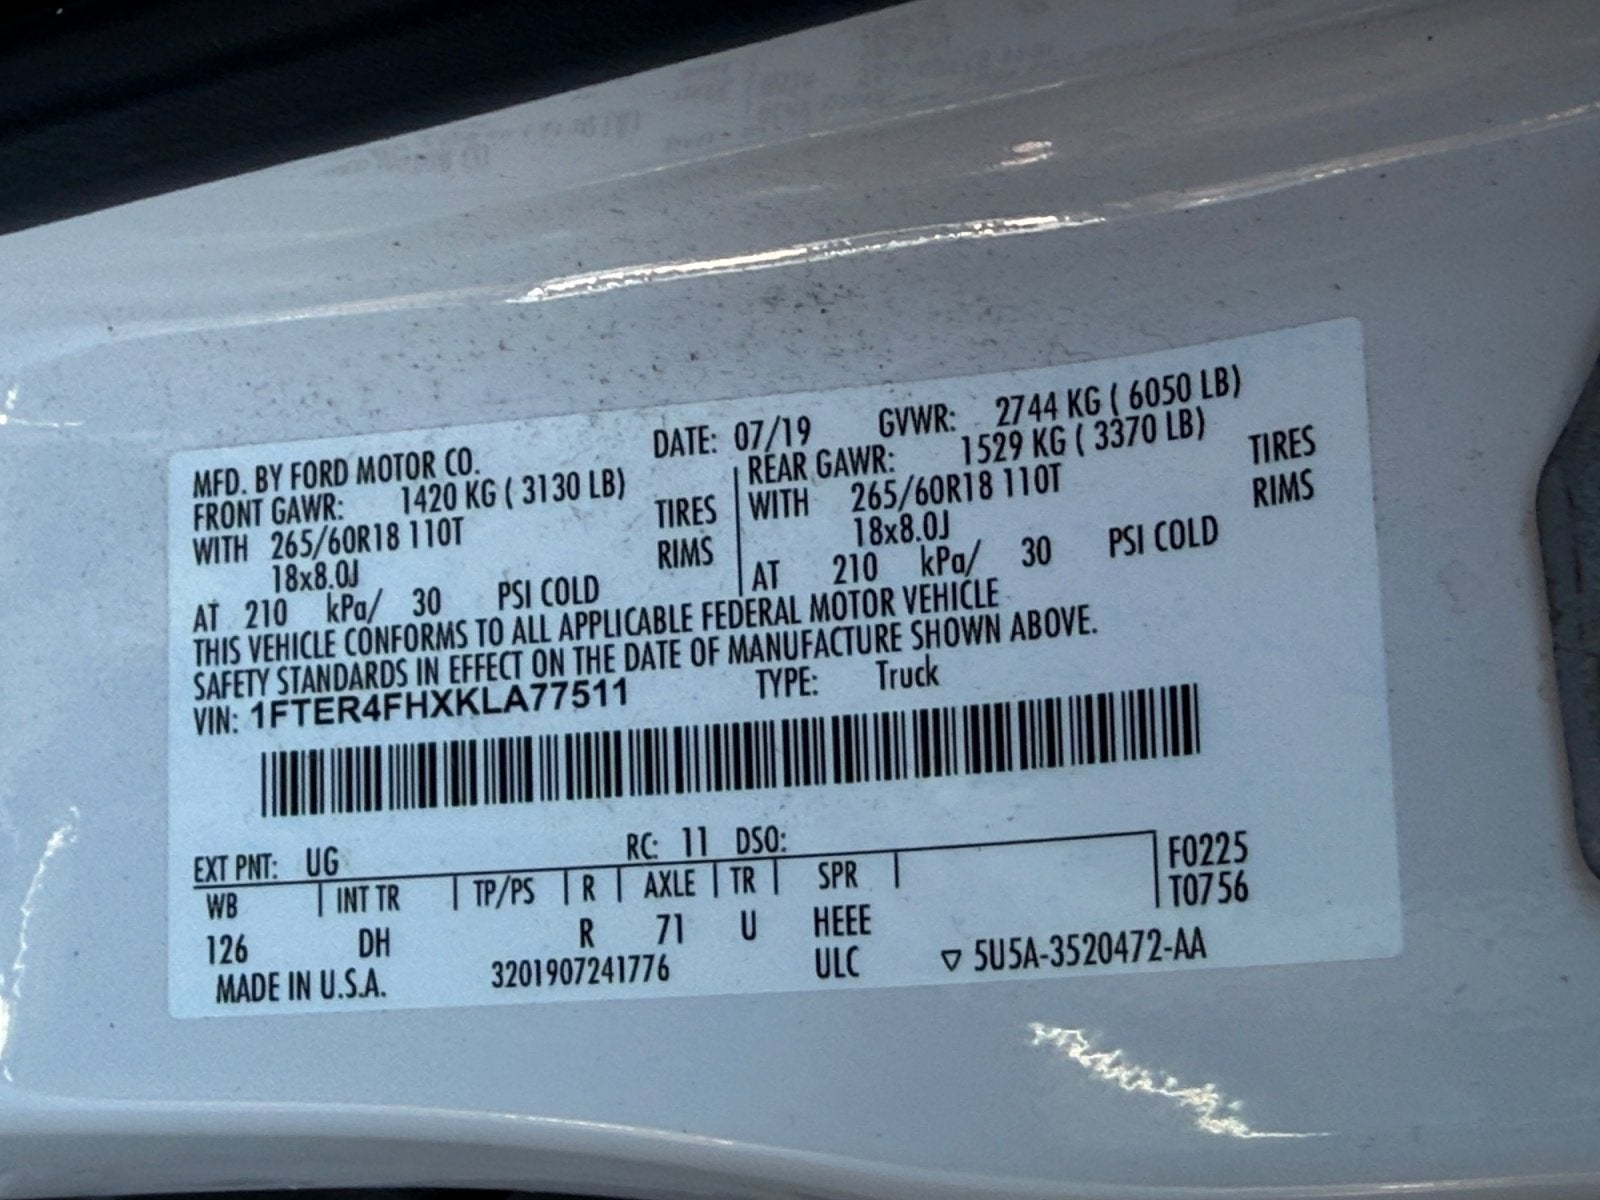 MFD. BY FORD MOTOR CO. DATE: 07/19 GVWR: 2744 KG ( 6050 LB)
FRONT GAWR: 1420 KG ( 3130 LB) REAR GAWR: 1529 KG ( 3370 LB)
WITH 265/60R18 110T TIRES WITH 265/60R18 110T TIRES
18x8.0J RIMS 18x8.0J RIMS
AT 210 kPa/ 30 PSI COLD AT 210 kPa/ 30 PSI COLD
THIS VEHICLE CONFORMS TO ALL APPLICABLE FEDERAL MOTOR VEHICLE
SAFETY STANDARDS IN EFFECT ON THE DATE OF MANUFACTURE SHOWN ABOVE.
VIN: 1FTER4FHXKLA77511 TYPE: Truck
EXT PNT: UG RC: 11 DSO: F0225
WB INT TR TP/PS R AXLE TR SPR T0756
126 DH R 71 U HEEE
MADE IN U.S.A. 3201907241776 ULC ▽ 5U5A-3520472-AA